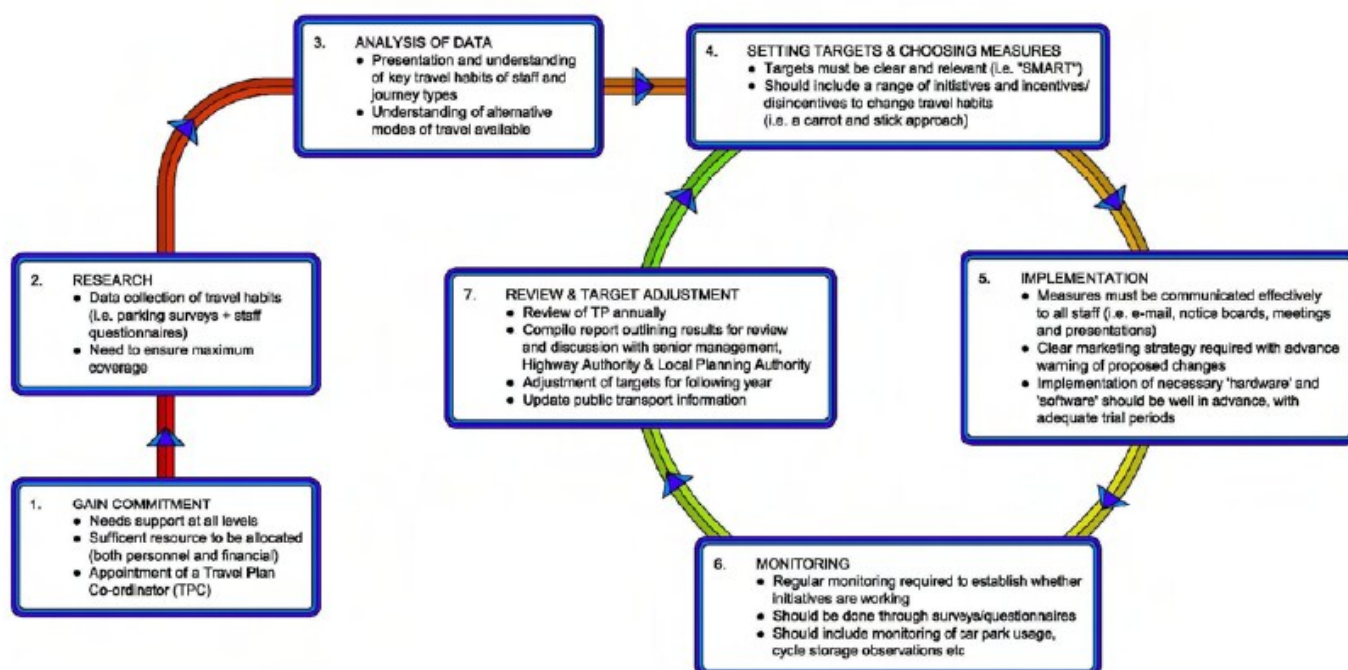 1. GAIN COMMITMENT
● Needs support at all levels
● Sufficent resource to be allocated
(both personnel and financial)
● Appointment of a Travel Plan
Co-ordinator (TPC)
2. RESEARCH
● Data collection of travel habits
(i.e. parking surveys + staff
questionnaires)
● Need to ensure maximum
coverage
3. ANALYSIS OF DATA
● Presentation and understanding
of key travel habits of staff and
journey types
● Understanding of alternative
modes of travel available
4. SETTING TARGETS & CHOOSING MEASURES
● Targets must be clear and relevant (i.e. "SMART")
● Should include a range of initiatives and incentives/
disincentives to change travel habits
(i.e. a carrot and stick approach)
5. IMPLEMENTATION
● Measures must be communicated effectively
to all staff (i.e. e-mail, notice boards, meetings
and presentations)
● Clear marketing strategy required with advance
warning of proposed changes
● Implementation of necessary 'hardware' and
'software' should be well in advance, with
adequate trial periods
6. MONITORING
● Regular monitoring required to establish whether
initiatives are working
● Should be done through surveys/questionnaires
● Should include monitoring of car park usage,
cycle storage observations etc
7. REVIEW & TARGET ADJUSTMENT
● Review of TP annually
● Compile report outlining results for review
and discussion with senior management,
Highway Authority & Local Planning Authority
● Adjustment of targets for following year
● Update public transport information